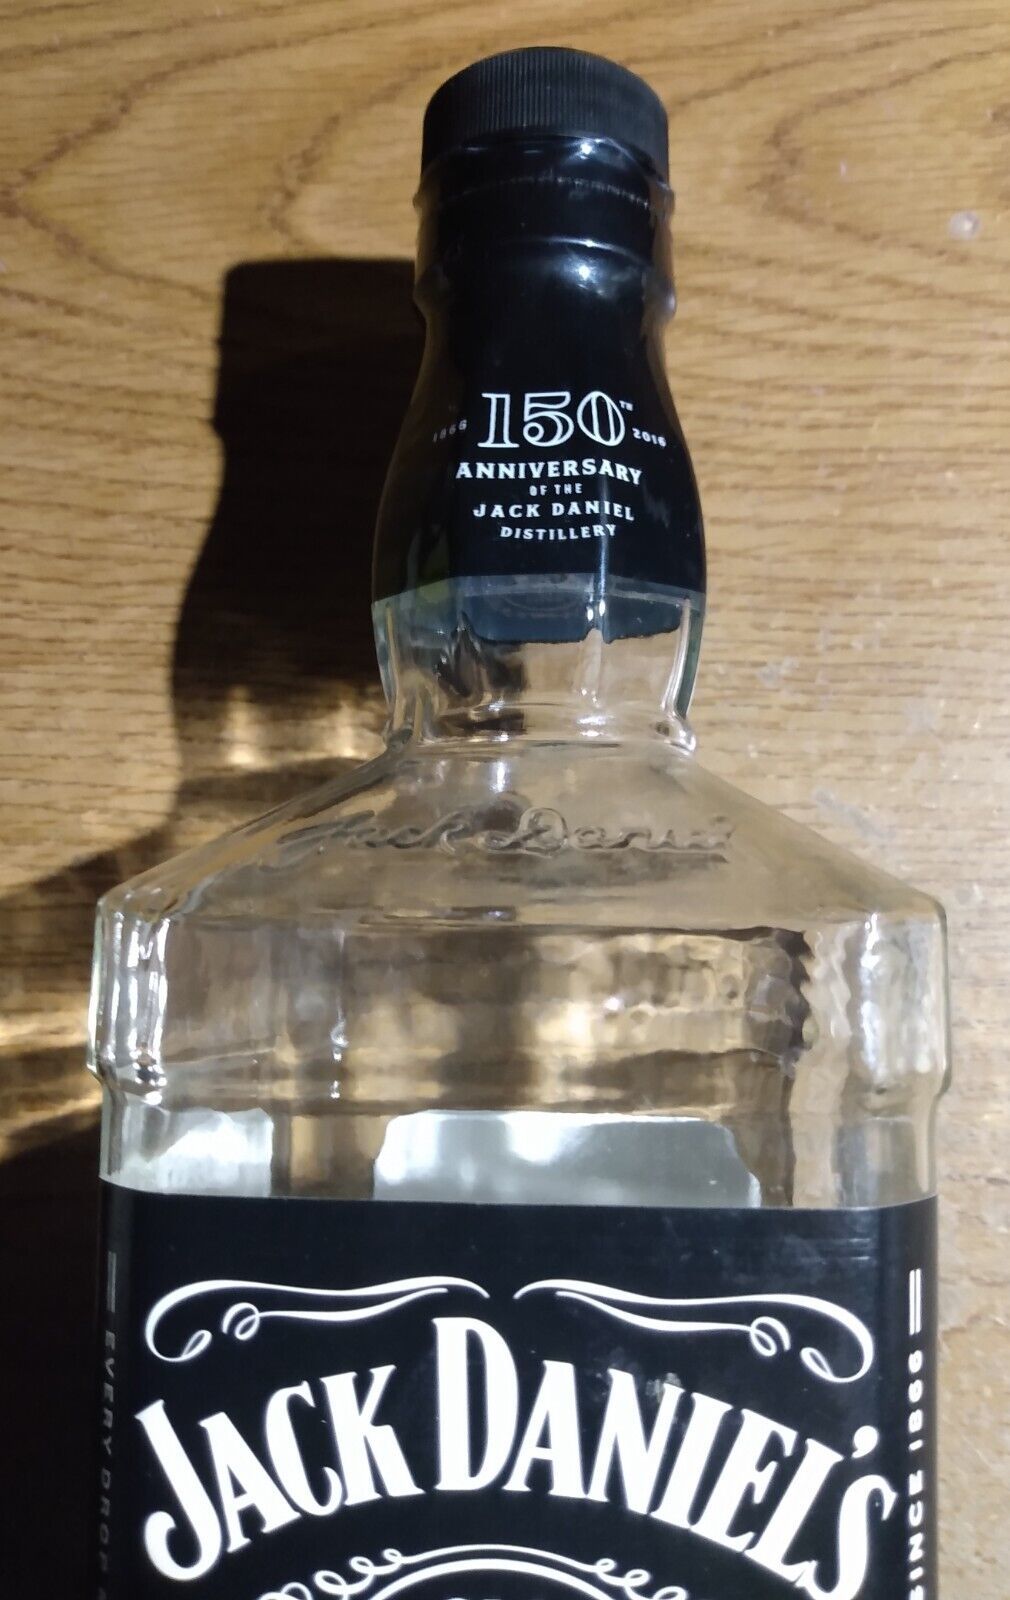 1866 150TH 2016
ANNIVERSARY
OF THE
JACK DANIEL
DISTILLERY
Jack Daniel
JACK DANIEL'S
EVERY DROP
SINCE 1866